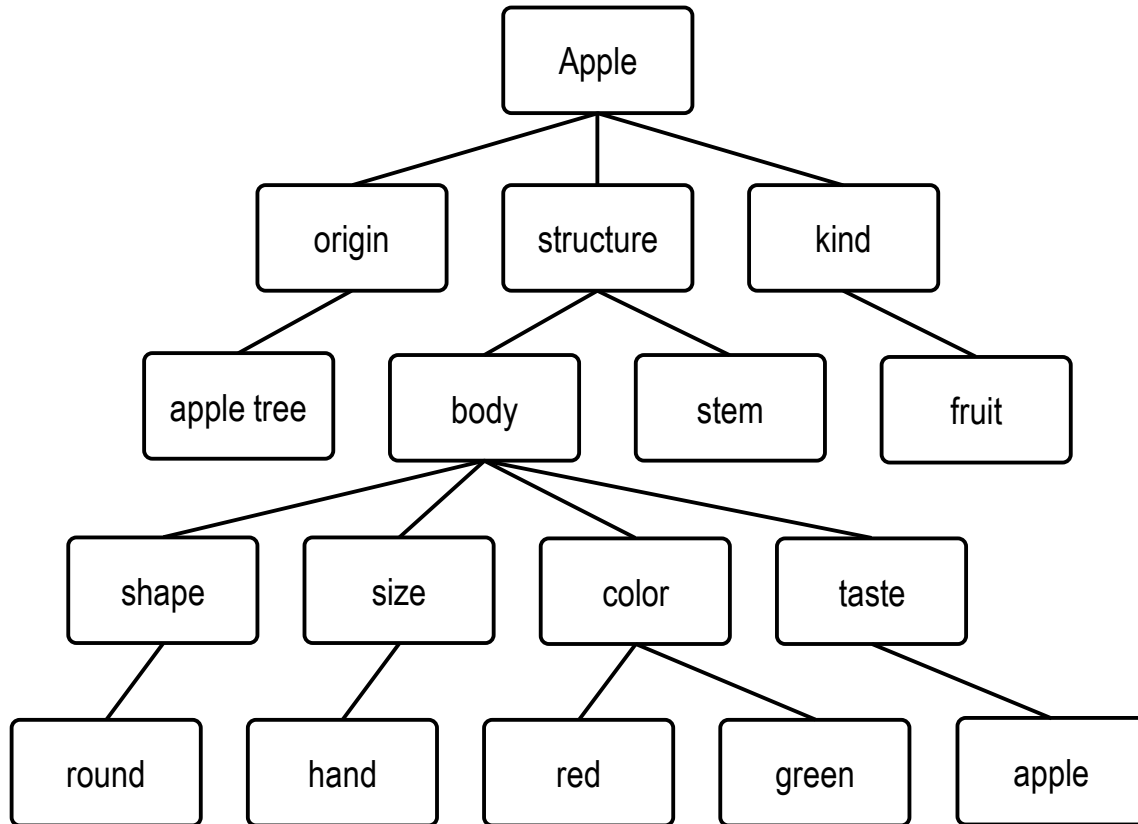 Apple
origin
structure
kind
apple tree
body
stem
fruit
shape
size
color
taste
round
hand
red
green
apple